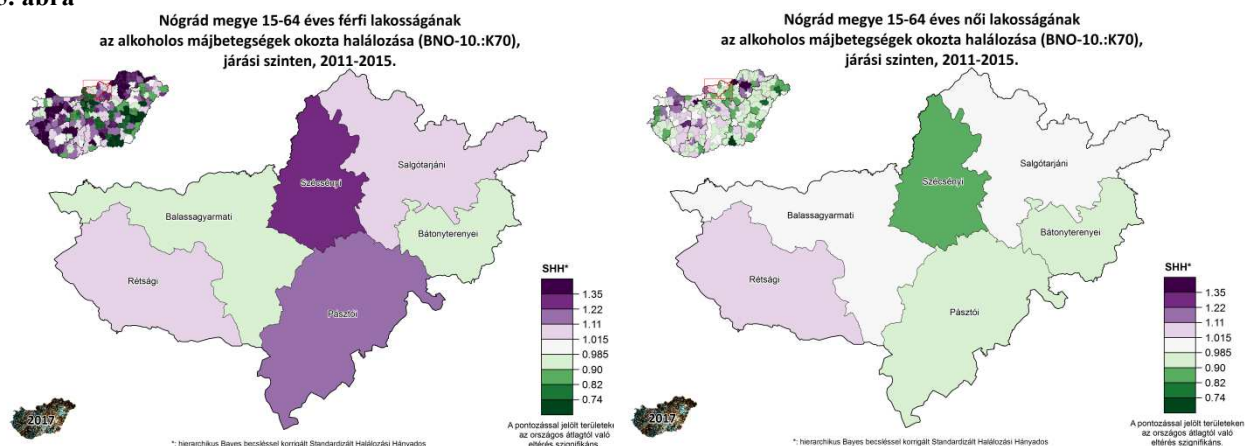 Nógrád megye 15-64 éves férfi lakosságának
az alkoholos májbetegségek okozta halálozása (BNO-10.:K70),
járási szinten, 2011-2015.
Salgótarjáni
Szécsényi
Balassagyarmati
Bátonyterenyei
Rétsági
Pásztói
SHH*
1.35
1.22
1.11
1.015
0.985
0.90
0.82
0.74
2017
A pontozással jelölt területeken
az országos átlagtól való
eltérés szignifikáns
*: hierarchikus Bayes becsléssel korrigált Standardizált Halálozási Hányados
Nógrád megye 15-64 éves női lakosságának
az alkoholos májbetegségek okozta halálozása (BNO-10.:K70),
járási szinten, 2011-2015.
Salgótarjáni
Szécsényi
Balassagyarmati
Bátonyterenyei
Rétsági
Pásztói
SHH*
1.35
1.22
1.11
1.015
0.985
0.90
0.82
0.74
2017
A pontozással jelölt területeken
az országos átlagtól való
eltérés szignifikáns
*: hierarchikus Bayes becsléssel korrigált Standardizált Halálozási Hányados